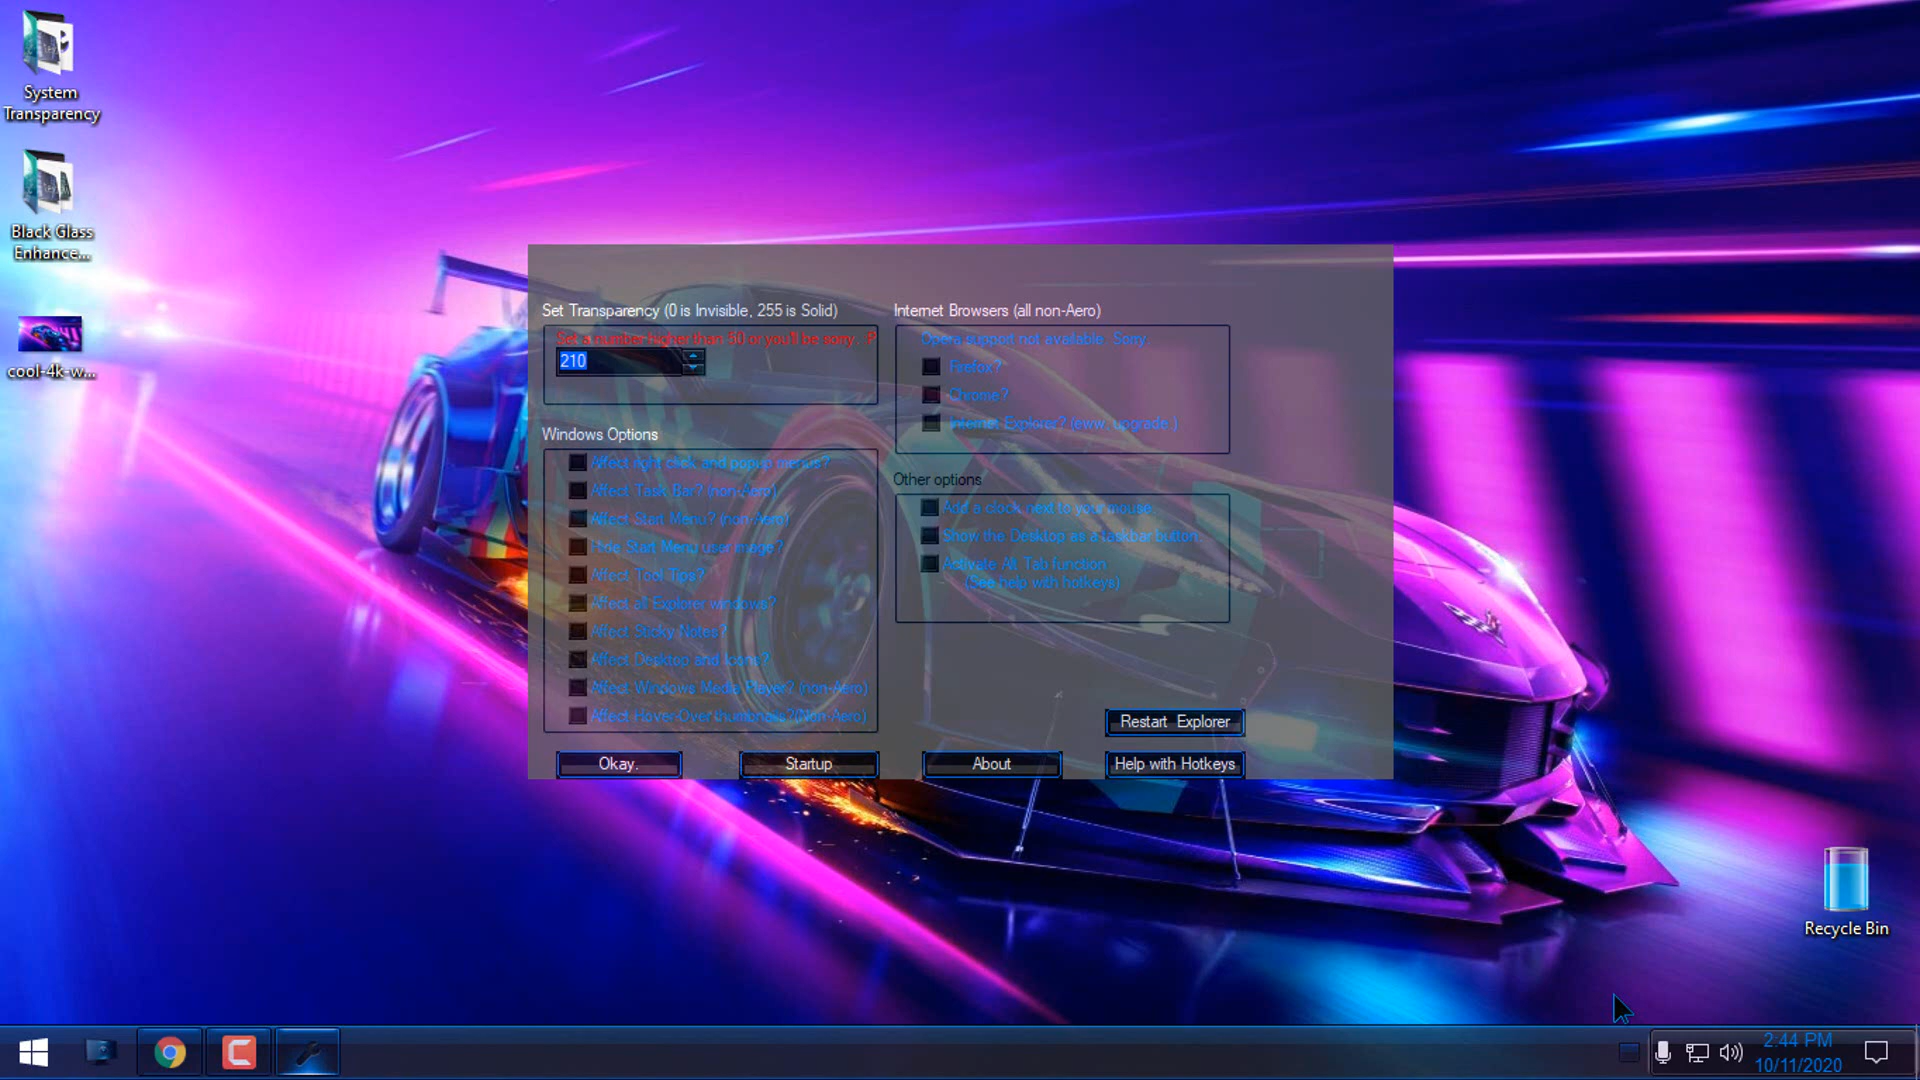 System
Transparency
Black Glass
Enhance...
cool-4k-w...
Set Transparency (0 is Invisible, 255 is Solid)
Set a number higher than 50 or you'll be sorry. P
210
Windows Options
Affect right click and popup menus?
Affect Task Bar? (non-Aero)
Affect Start Menu? (non-Aero)
Hide Start Menu user image?
Affect Tool Tips?
Affect all Explorer windows?
Affect Sticky Notes?
Affect Desktop and Icons?
Affect Windows Media Player? (non-Aero)
Affect Hover-Over thumbnails?(Non-Aero)
Internet Browsers (all non-Aero)
Opera support not available. Sorry.
Firefox?
Chrome?
Internet Explorer? (eww, upgrade.)
Other options
Add a clock next to your mouse.
Show the Desktop as a taskbar button.
Activate Alt Tab function
(See help with hotkeys)
Restart Explorer
Okay.
Startup
About
Help with Hotkeys
Recycle Bin
2:44 PM
10/11/2020